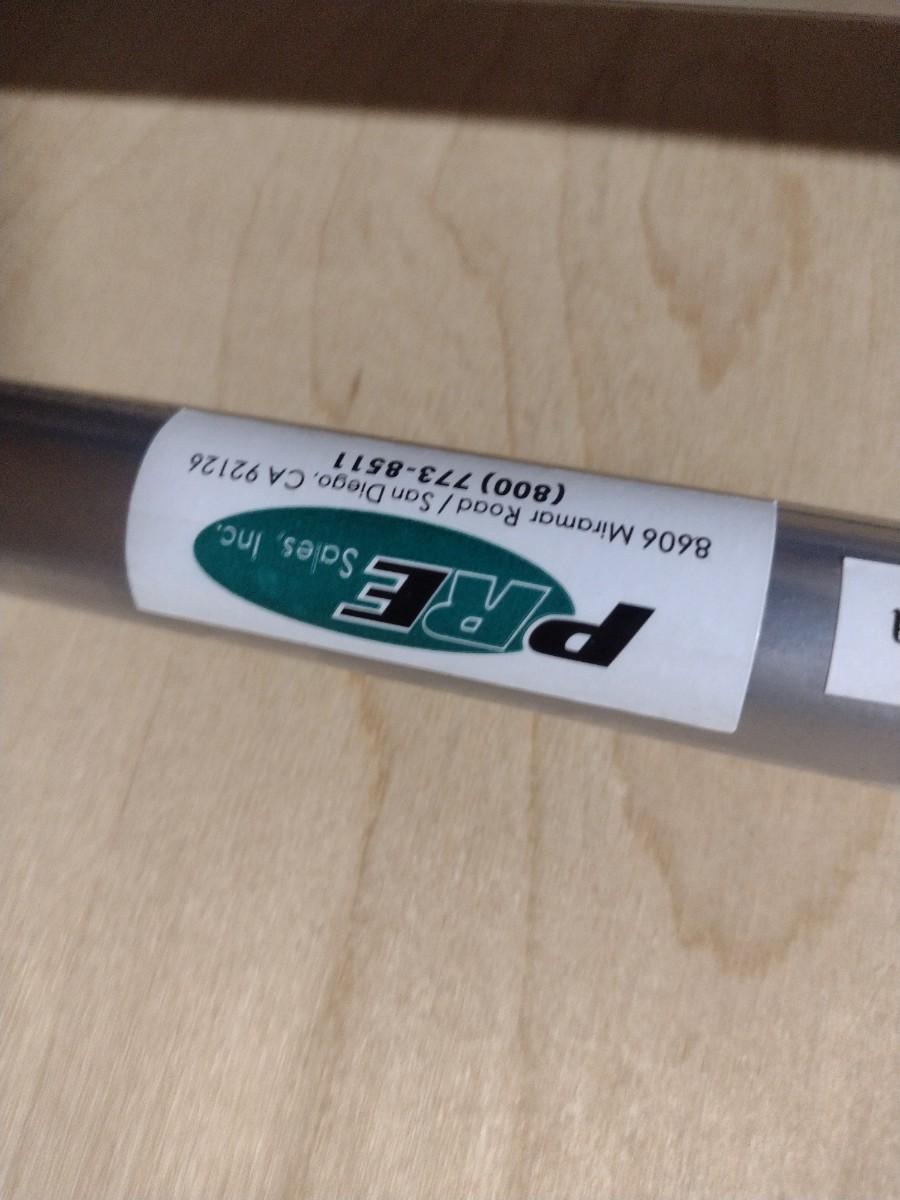 PRE Sales, Inc.
8606 Miramar Road / San Diego, CA 92126
(800) 773-8511